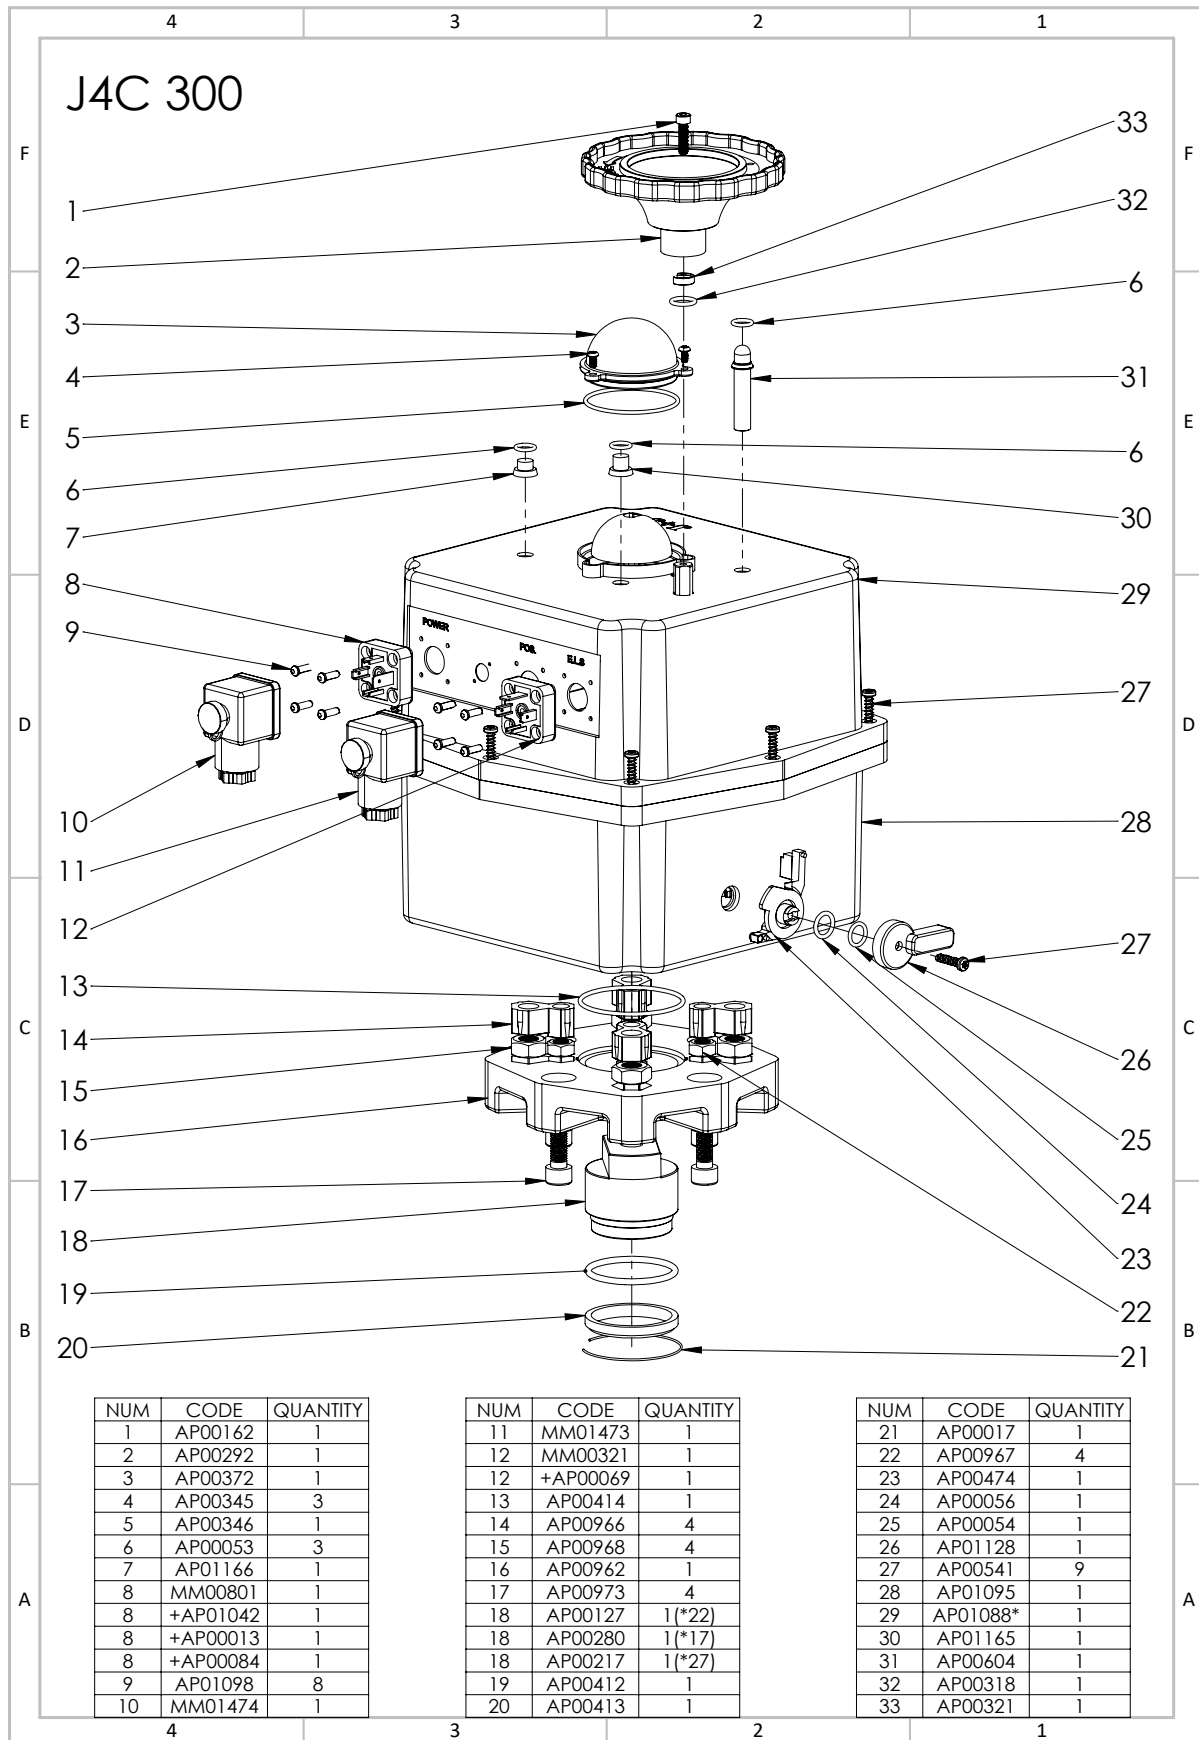 4 3 2 1
J4C 300
F F
33
1
32
2
6
3
4
31
E E
5
6
6
7
30
8
29
POWER
POS.
E.L.S
9
27
D D
10
28
11
12
27
13
C C
14
26
15
16
25
17
24
18
23
19
22
B B
20
21
NUM CODE QUANTITY
1 AP00162 1
2 AP00292 1
3 AP00372 1
4 AP00345 3
5 AP00346 1
6 AP00053 3
7 AP01166 1
8 MM00801 1
8 +AP01042 1
8 +AP00013 1
8 +AP00084 1
9 AP01098 8
10 MM01474 1
NUM CODE QUANTITY
11 MM01473 1
12 MM00321 1
12 +AP00069 1
13 AP00414 1
14 AP00966 4
15 AP00968 4
16 AP00962 1
17 AP00973 4
18 AP00127 1(*22)
18 AP00280 1(*17)
18 AP00217 1(*27)
19 AP00412 1
20 AP00413 1
NUM CODE QUANTITY
21 AP00017 1
22 AP00967 4
23 AP00474 1
24 AP00056 1
25 AP00054 1
26 AP01128 1
27 AP00541 9
28 AP01095 1
29 AP01088* 1
30 AP01165 1
31 AP00604 1
32 AP00318 1
33 AP00321 1
A A
4 3 2 1